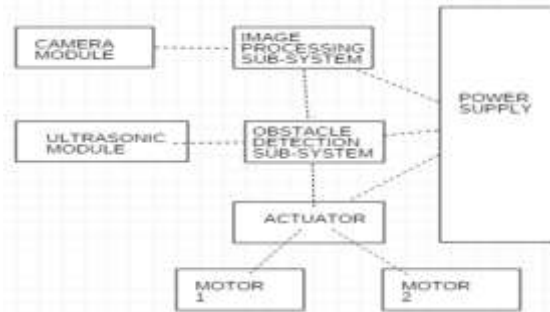 CAMERA
MODULE
IMAGE
PROCESSING
SUB-SYSTEM
POWER
SUPPLY
ULTRASONIC
MODULE
OBSTACLE
DETECTION
SUB-SYSTEM
ACTUATOR
MOTOR
1
MOTOR
2